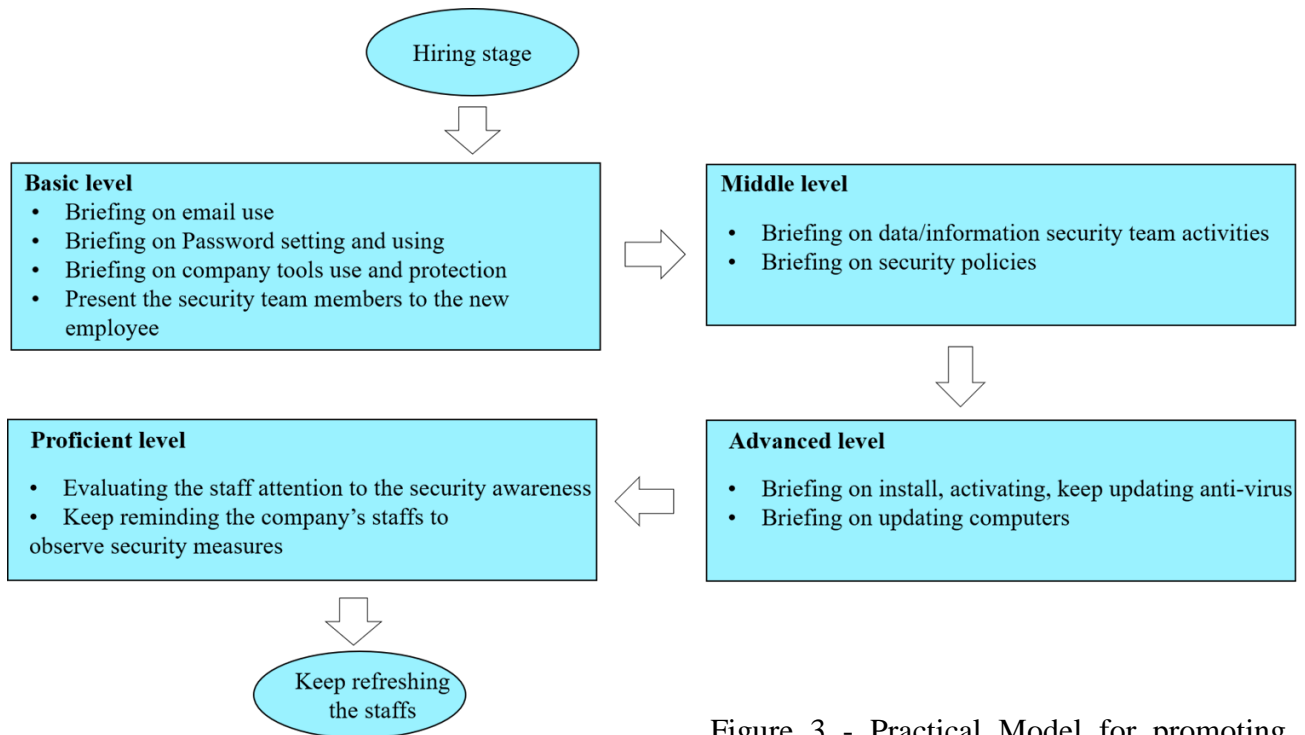 Hiring stage
Basic level
• Briefing on email use
• Briefing on Password setting and using
• Briefing on company tools use and protection
• Present the security team members to the new
employee
Middle level
• Briefing on data/information security team activities
• Briefing on security policies
Advanced level
• Briefing on install, activating, keep updating anti-virus
• Briefing on updating computers
Proficient level
• Evaluating the staff attention to the security awareness
• Keep reminding the company’s staffs to
observe security measures
Keep refreshing
the staffs
Figure 3 - Practical Model for promoting